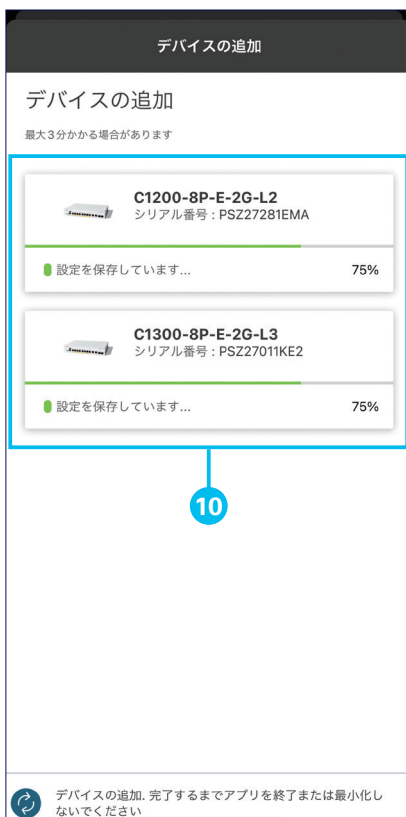 デバイスの追加
デバイスの追加
最大3分かかる場合があります
C1200-8P-E-2G-L2
シリアル番号 : PSZ27281EMA
設定を保存しています... 75%
C1300-8P-E-2G-L3
シリアル番号 : PSZ27011KE2
設定を保存しています... 75%
10
デバイスの追加. 完了するまでアプリを終了または最小化し
ないでください